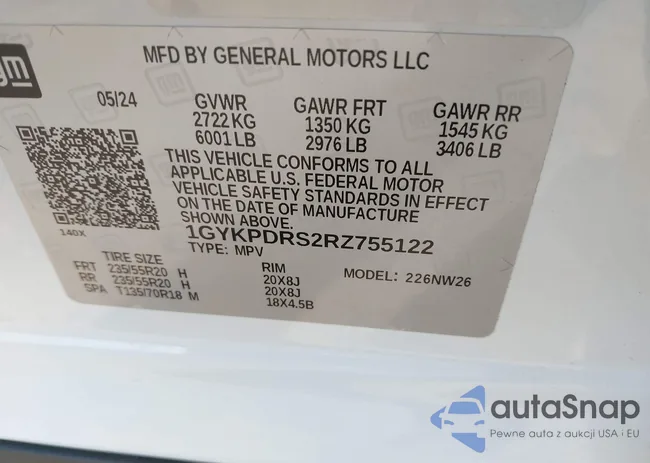 gm
MFD BY GENERAL MOTORS LLC
05/24 GVWR GAWR FRT GAWR RR
2722 KG 1350 KG 1545 KG
6001 LB 2976 LB 3406 LB
THIS VEHICLE CONFORMS TO ALL
APPLICABLE U.S. FEDERAL MOTOR
VEHICLE SAFETY STANDARDS IN EFFECT
ON THE DATE OF MANUFACTURE
SHOWN ABOVE.
1GYKPDRS2RZ755122
140X
TYPE: MPV
TIRE SIZE RIM MODEL: 226NW26
FRT 235/55R20 H 20X8J
RR 235/55R20 H 20X8J
SPA T135/70R18 M 18X4.5B
autaSnap
Pewne auta z aukcji USA i EU